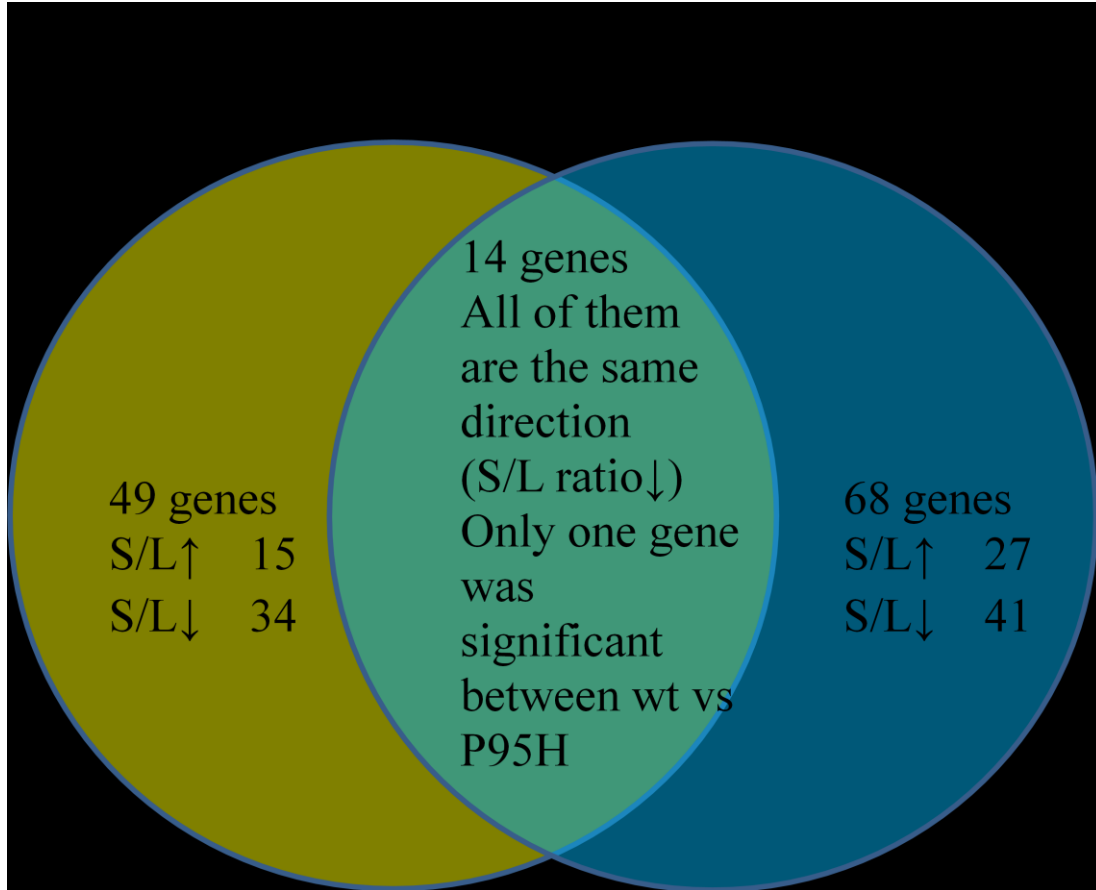 14 genes
All of them
are the same
direction
(S/L ratio↓)
Only one gene
was
significant
between wt vs
P95H
49 genes
S/L↑ 15
S/L↓ 34
68 genes
S/L↑ 27
S/L↓ 41